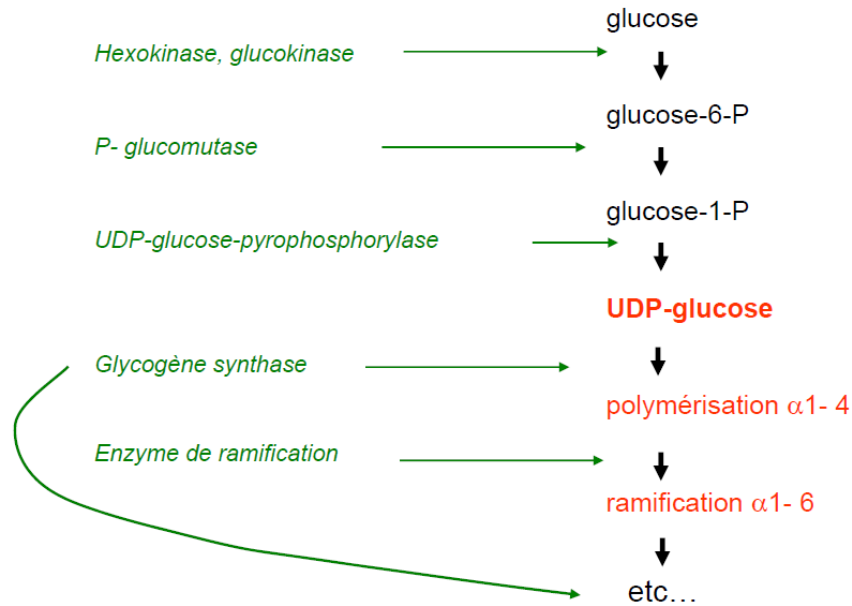 glucose
Hexokinase, glucokinase
glucose-6-P
P- glucomutase
glucose-1-P
UDP-glucose-pyrophosphorylase
UDP-glucose
Glycogène synthase
polymérisation α1- 4
Enzyme de ramification
ramification α1- 6
etc...